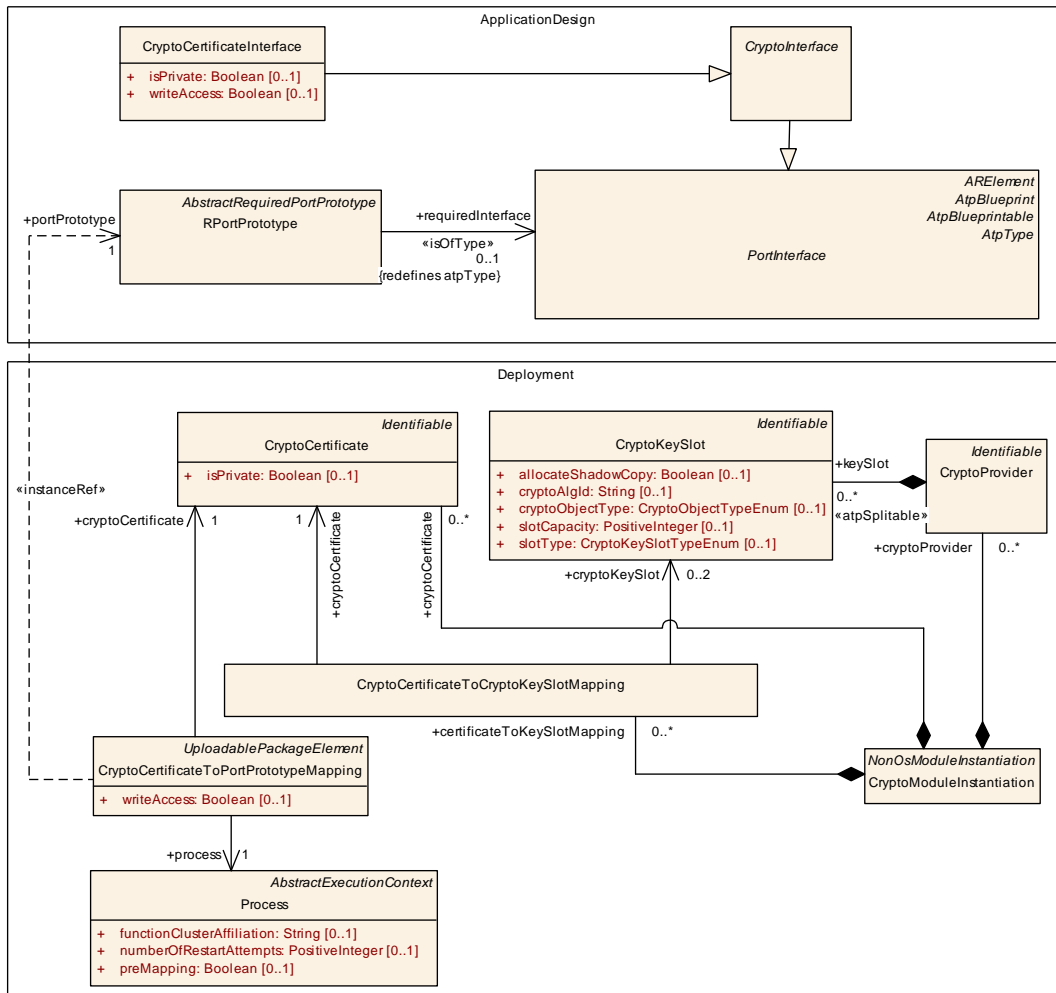 ApplicationDesign
CryptoCertificateInterface
+ isPrivate: Boolean [0..1]
+ writeAccess: Boolean [0..1]
CryptoInterface
AbstractRequiredPortPrototype
RPortPrototype
+portPrototype
1
+requiredInterface
«isOfType»
0..1
{redefines atpType}
ARElement
AtpBlueprint
AtpBlueprintable
AtpType
PortInterface
Deployment
Identifiable
CryptoCertificate
+ isPrivate: Boolean [0..1]
Identifiable
CryptoKeySlot
+ allocateShadowCopy: Boolean [0..1]
+ cryptoAlgId: String [0..1]
+ cryptoObjectType: CryptoObjectTypeEnum [0..1]
+ slotCapacity: PositiveInteger [0..1]
+ slotType: CryptoKeySlotTypeEnum [0..1]
+keySlot
0..*
«atpSplitable»
Identifiable
CryptoProvider
+cryptoProvider
0..*
«instanceRef»
+cryptoCertificate
1
1
+cryptoCertificate
0..*
+cryptoCertificate
+cryptoKeySlot
0..2
CryptoCertificateToCryptoKeySlotMapping
+certificateToKeySlotMapping
0..*
UploadablePackageElement
CryptoCertificateToPortPrototypeMapping
+ writeAccess: Boolean [0..1]
NonOsModuleInstantiation
CryptoModuleInstantiation
+process
1
AbstractExecutionContext
Process
+ functionClusterAffiliation: String [0..1]
+ numberOfRestartAttempts: PositiveInteger [0..1]
+ preMapping: Boolean [0..1]